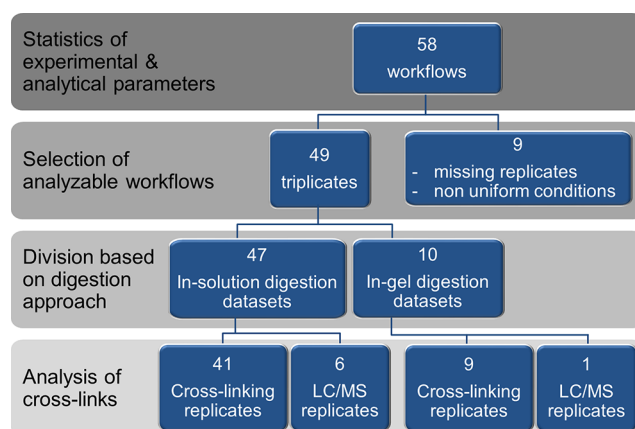 Statistics of
experimental &
analytical parameters
58
workflows
Selection of
analyzable workflows
49
triplicates
9
- missing replicates
- non uniform conditions
Division based
on digestion
approach
47
In-solution digestion
datasets
10
In-gel digestion
datasets
Analysis of
cross-links
41
Cross-linking
replicates
6
LC/MS
replicates
9
Cross-linking
replicates
1
LC/MS
replicates